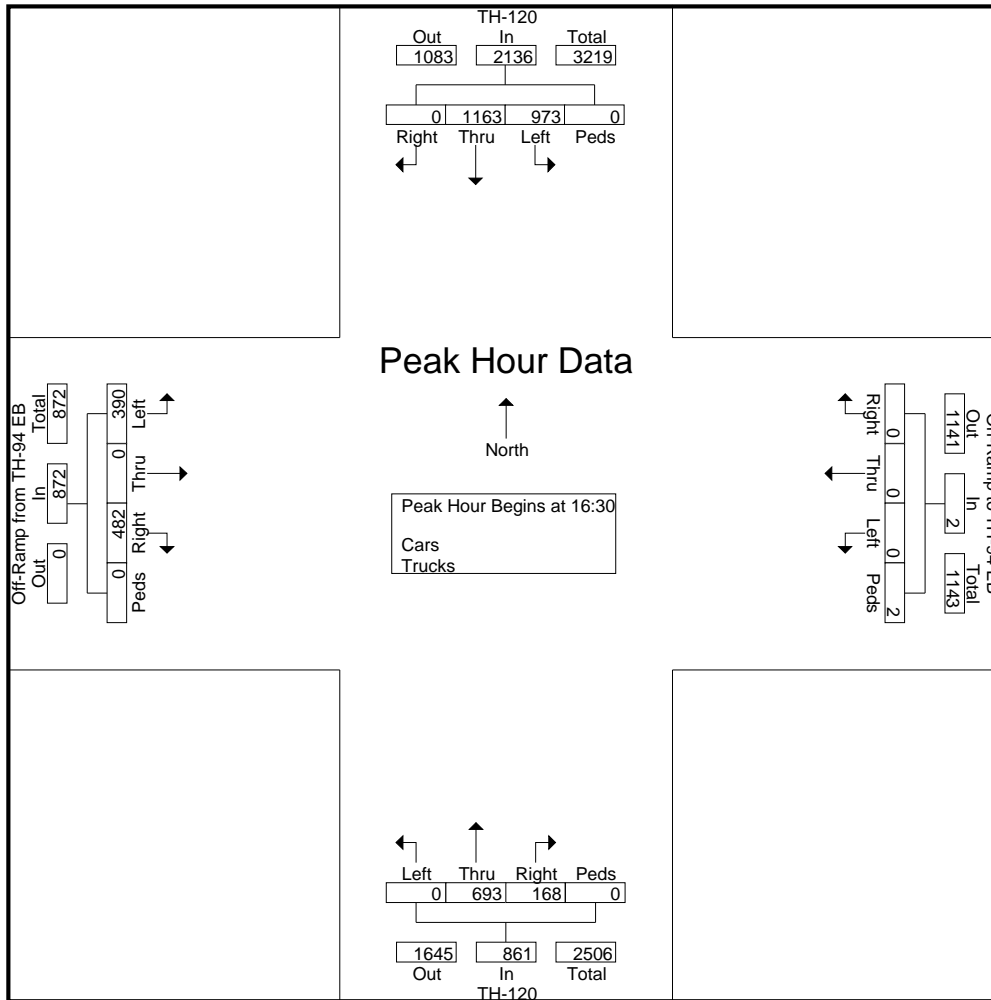 TH-120
Out In Total
1083 2136 3219
0 1163 973 0
Right Thru Left Peds
Peak Hour Data
North
Peak Hour Begins at 16:30
Cars
Trucks
Off-Ramp from TH-94 EB
Out In Total
0 872 872
390 0 482 0
Left Thru Right Peds
to TH-94 EB
Out In Total
1141 2 1143
0 0 0 2
Right Thru Left Peds
Left Thru Right Peds
0 693 168 0
1645 861 2506
Out In Total
TH-120